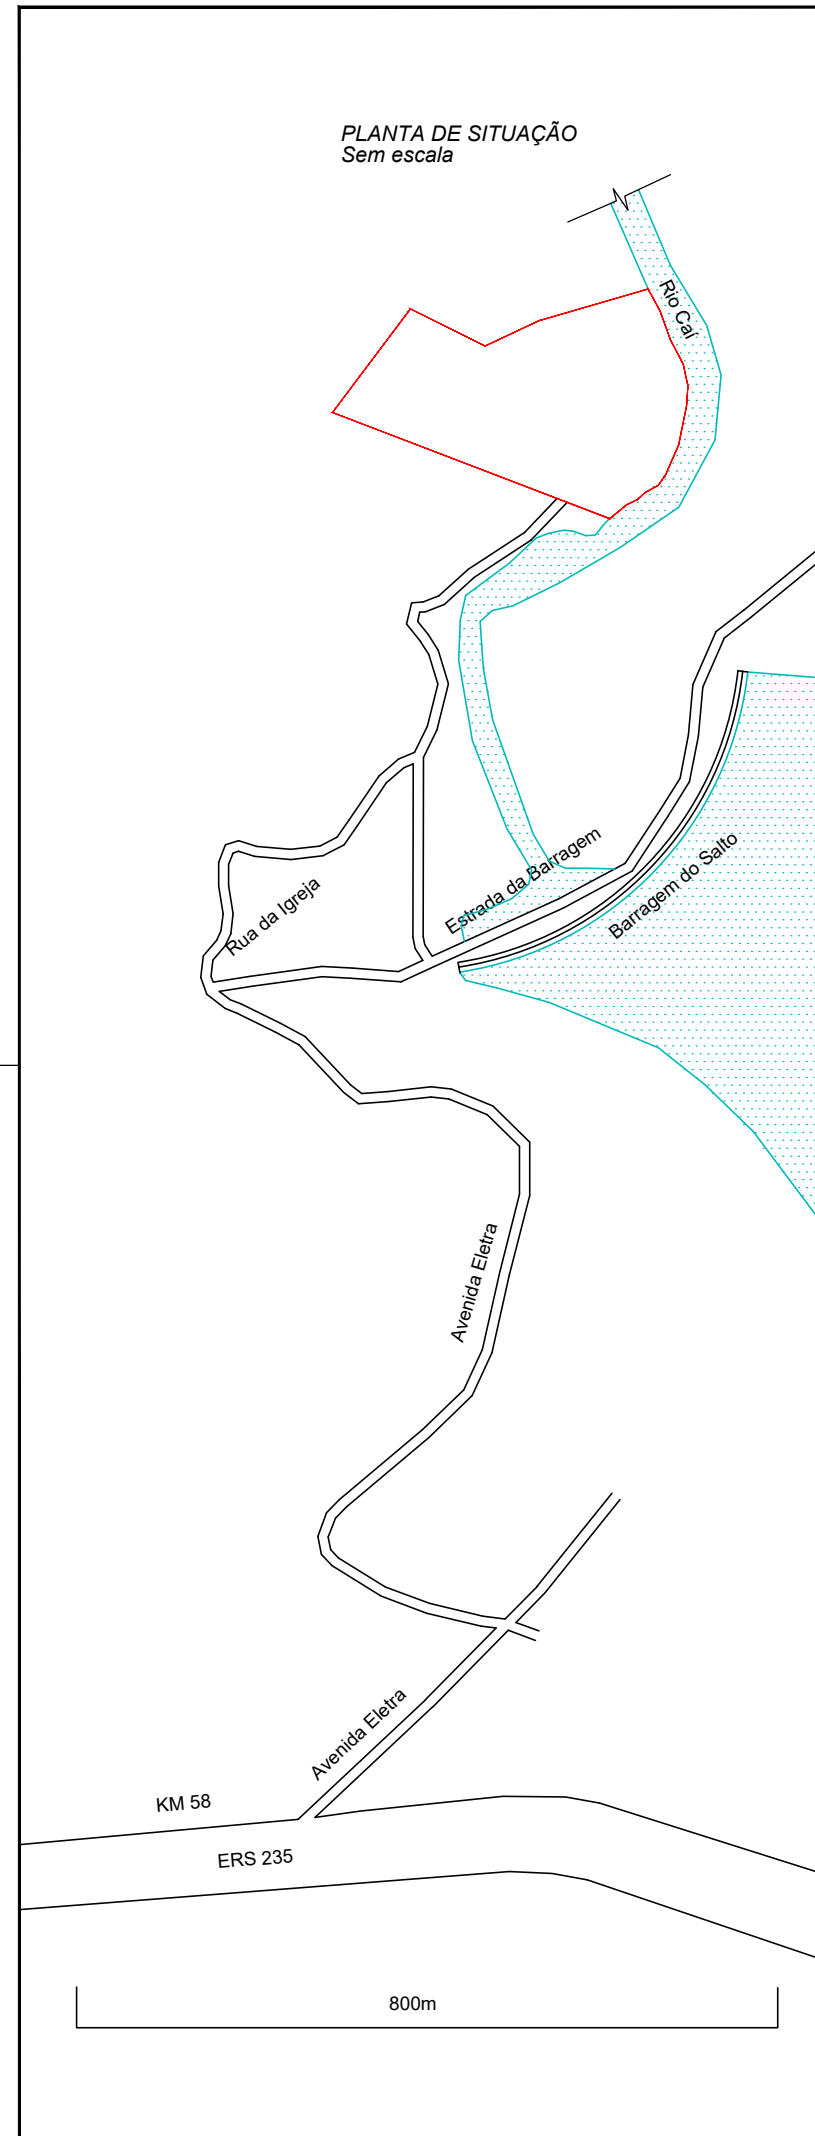 PLANTA DE SITUAÇÃO
Sem escala
Rio Caí
Estrada da Barragem
Barragem do Salto
Rua da Igreja
Avenida Eletra
Avenida Eletra
KM 58
ERS 235
800m